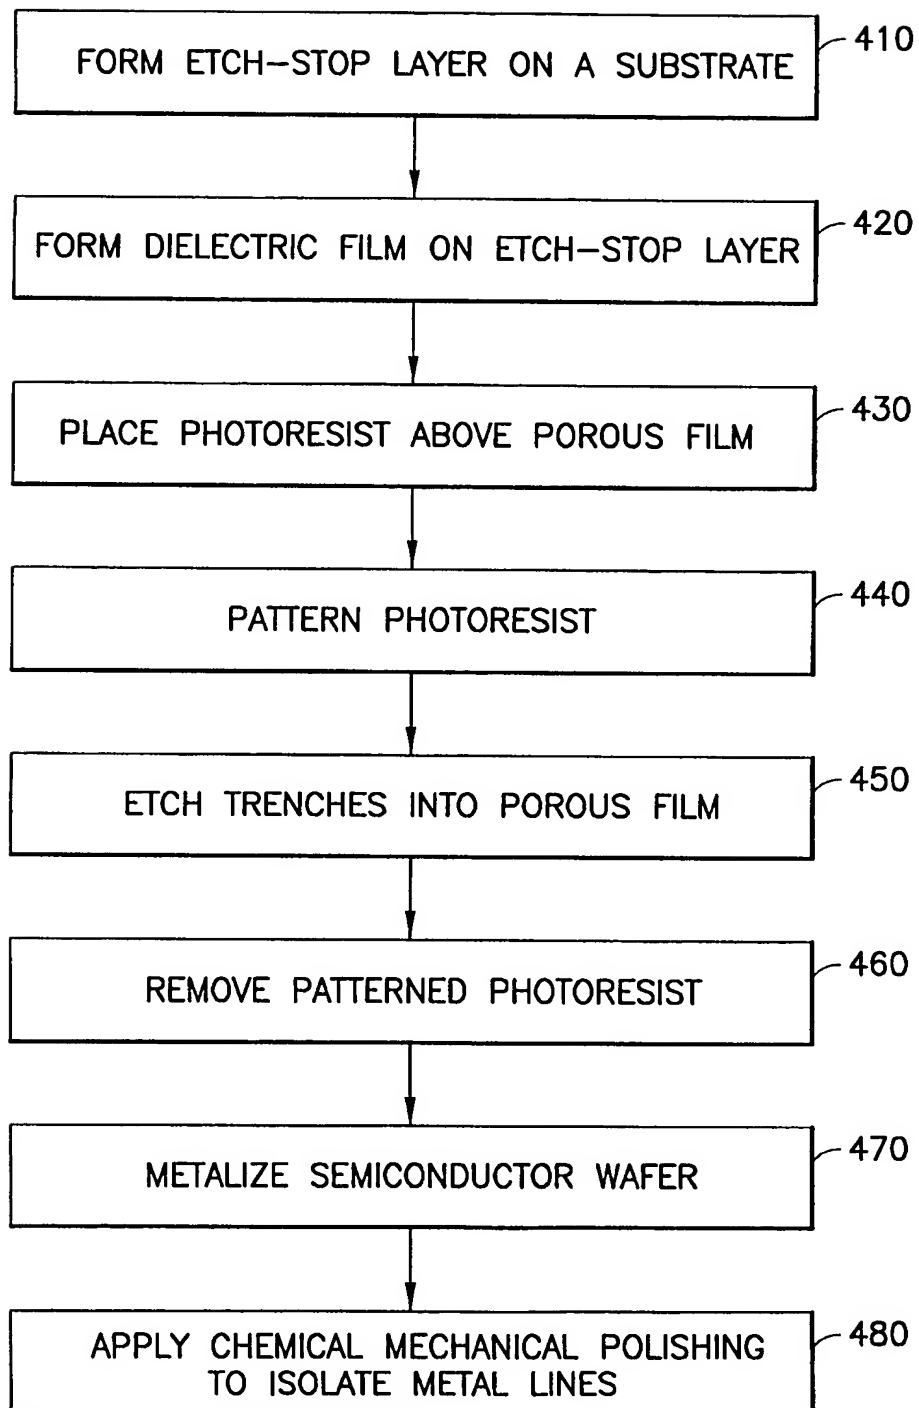 FORM ETCH-STOP LAYER ON A SUBSTRATE
410
FORM DIELECTRIC FILM ON ETCH-STOP LAYER
420
PLACE PHOTORESIST ABOVE POROUS FILM
430
PATTERN PHOTORESIST
440
ETCH TRENCHES INTO POROUS FILM
450
REMOVE PATTERNED PHOTORESIST
460
METALIZE SEMICONDUCTOR WAFER
470
APPLY CHEMICAL MECHANICAL POLISHING
TO ISOLATE METAL LINES
480